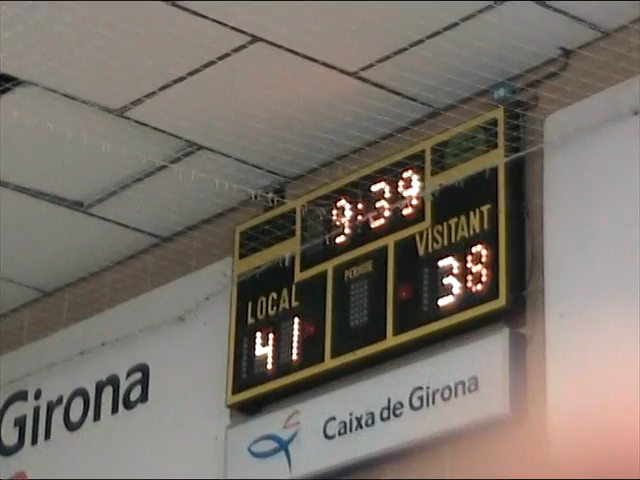 9:39
VISITANT
PERIODE
38
LOCAL
41
Girona
Caixa de Girona